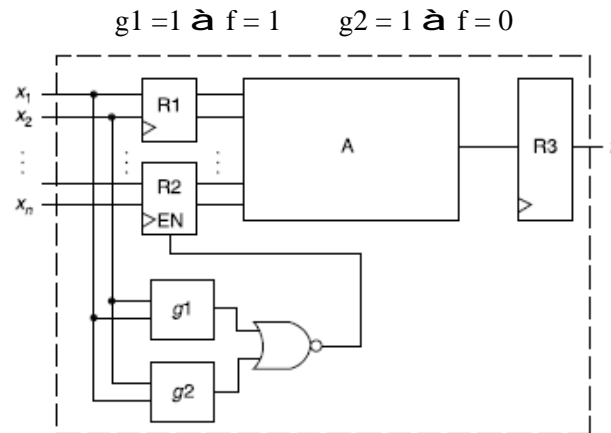 g1 =1 à f = 1 g2 = 1 à f = 0
x1
R1
x2
A
R3
R2
xn
EN
g1
g2